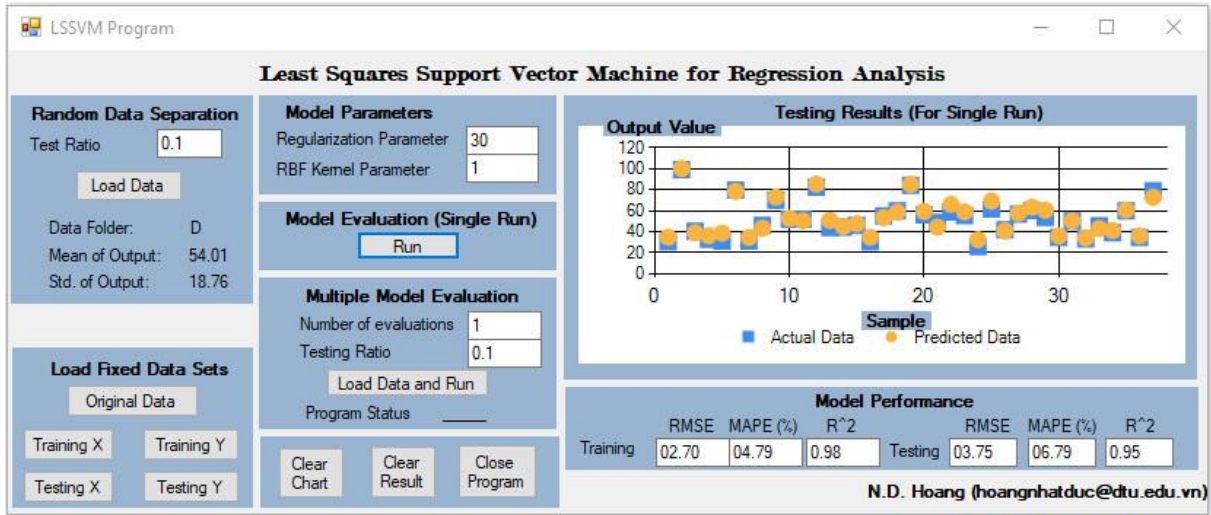 LSSVM Program
Least Squares Support Vector Machine for Regression Analysis
Random Data Separation
Test Ratio 0.1
Load Data
Data Folder: D
Mean of Output: 54.01
Std. of Output: 18.76
Load Fixed Data Sets
Original Data
Training X Training Y
Testing X Testing Y
Model Parameters
Regularization Parameter 30
RBF Kernel Parameter 1
Model Evaluation (Single Run)
Run
Multiple Model Evaluation
Number of evaluations 1
Testing Ratio 0.1
Load Data and Run
Program Status ____
Clear Chart
Clear Result
Close Program
Testing Results (For Single Run)
Output Value
120
100
80
60
40
20
0
0 10 20 30
Sample
Actual Data Predicted Data
Model Performance
RMSE MAPE (%) R^2 RMSE MAPE (%) R^2
Training 02.70 04.79 0.98 Testing 03.75 06.79 0.95
N.D. Hoang (hoangnhatduc@dtu.edu.vn)